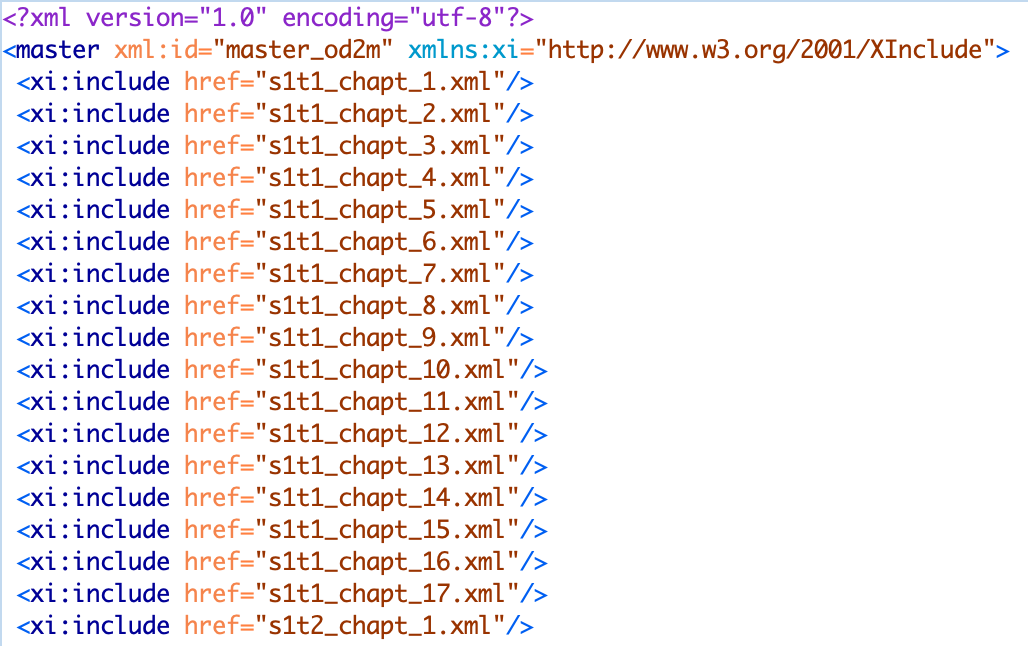 <?xml version="1.0" encoding="utf-8"?>
<master xml:id="master_od2m" xmlns:xi="http://www.w3.org/2001/XInclude">
<xi:include href="s1t1_chapt_1.xml"/>
<xi:include href="s1t1_chapt_2.xml"/>
<xi:include href="s1t1_chapt_3.xml"/>
<xi:include href="s1t1_chapt_4.xml"/>
<xi:include href="s1t1_chapt_5.xml"/>
<xi:include href="s1t1_chapt_6.xml"/>
<xi:include href="s1t1_chapt_7.xml"/>
<xi:include href="s1t1_chapt_8.xml"/>
<xi:include href="s1t1_chapt_9.xml"/>
<xi:include href="s1t1_chapt_10.xml"/>
<xi:include href="s1t1_chapt_11.xml"/>
<xi:include href="s1t1_chapt_12.xml"/>
<xi:include href="s1t1_chapt_13.xml"/>
<xi:include href="s1t1_chapt_14.xml"/>
<xi:include href="s1t1_chapt_15.xml"/>
<xi:include href="s1t1_chapt_16.xml"/>
<xi:include href="s1t1_chapt_17.xml"/>
<xi:include href="s1t2_chapt_1.xml"/>